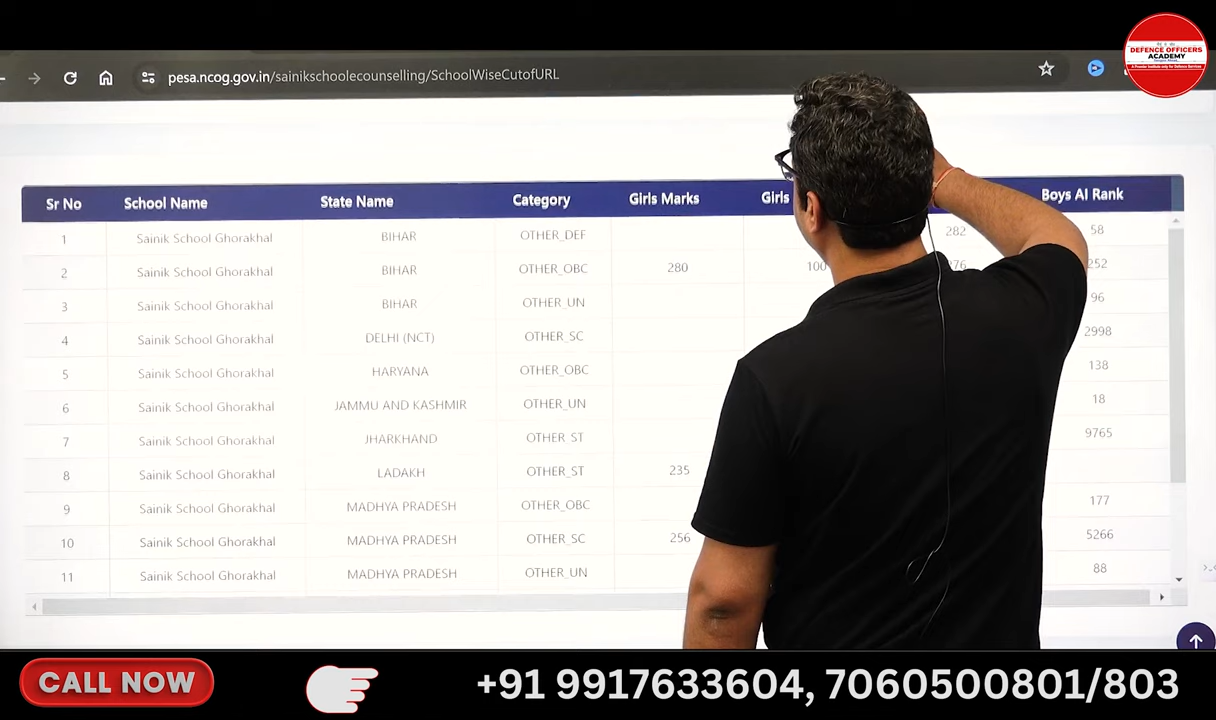 pesa.ncog.gov.in/sainikschoolecounselling/SchoolWiseCutofURL
DEFENCE OFFICERS
ACADEMY
Sr No School Name State Name Category Girls Marks Girls Boys AI Rank
1 Sainik School Ghorakhal BIHAR OTHER_DEF 282 58
2 Sainik School Ghorakhal BIHAR OTHER_OBC 280 100 252
3 Sainik School Ghorakhal BIHAR OTHER_UN 96
4 Sainik School Ghorakhal DELHI (NCT) OTHER_SC 2998
5 Sainik School Ghorakhal HARYANA OTHER_OBC 138
6 Sainik School Ghorakhal JAMMU AND KASHMIR OTHER_UN 18
7 Sainik School Ghorakhal JHARKHAND OTHER_ST 9765
8 Sainik School Ghorakhal LADAKH OTHER_ST 235
9 Sainik School Ghorakhal MADHYA PRADESH OTHER_OBC 177
10 Sainik School Ghorakhal MADHYA PRADESH OTHER_SC 256 5266
11 Sainik School Ghorakhal MADHYA PRADESH OTHER_UN 88
CALL NOW +91 9917633604, 7060500801/803